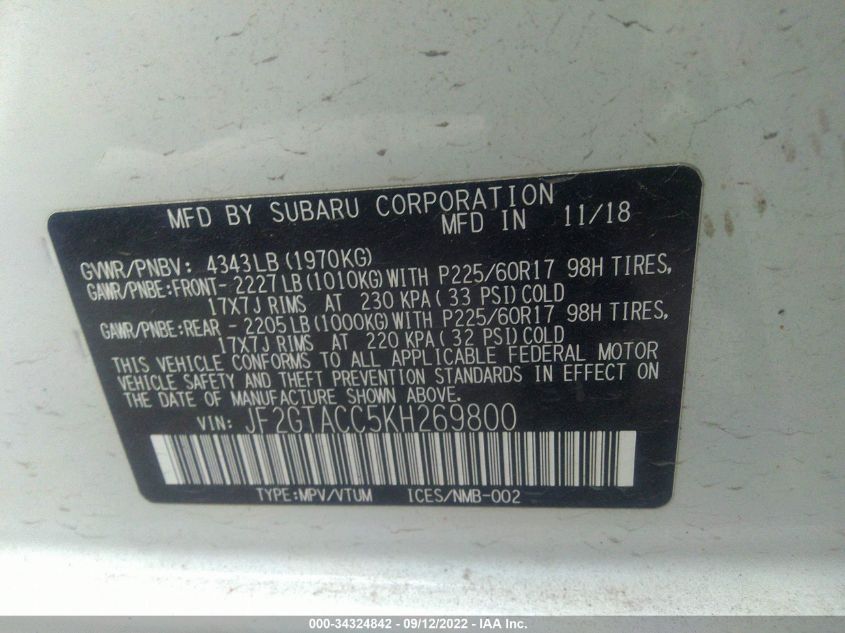 MFD BY SUBARU CORPORATION
MFD IN 11/18
GVWR/PNBV: 4343LB (1970KG)
GAWR/PNBE:FRONT- 2227LB (1010KG) WITH P225/60R17 98H TIRES,
17X7J RIMS AT 230 KPA ( 33 PSI) COLD
GAWR/PNBE:REAR - 2205LB (1000KG) WITH P225/60R17 98H TIRES,
17X7J RIMS AT 220 KPA ( 32 PSI) COLD
THIS VEHICLE CONFORMS TO ALL APPLICABLE FEDERAL MOTOR
VEHICLE SAFETY AND THEFT PREVENTION STANDARDS IN EFFECT ON
THE DATE OF MANUFACTURE SHOWN ABOVE.
VIN: JF2GTACC5KH269800
TYPE:MPV/VTUM ICES/NMB-002
000-34324842 - 09/12/2022 - IAA Inc.